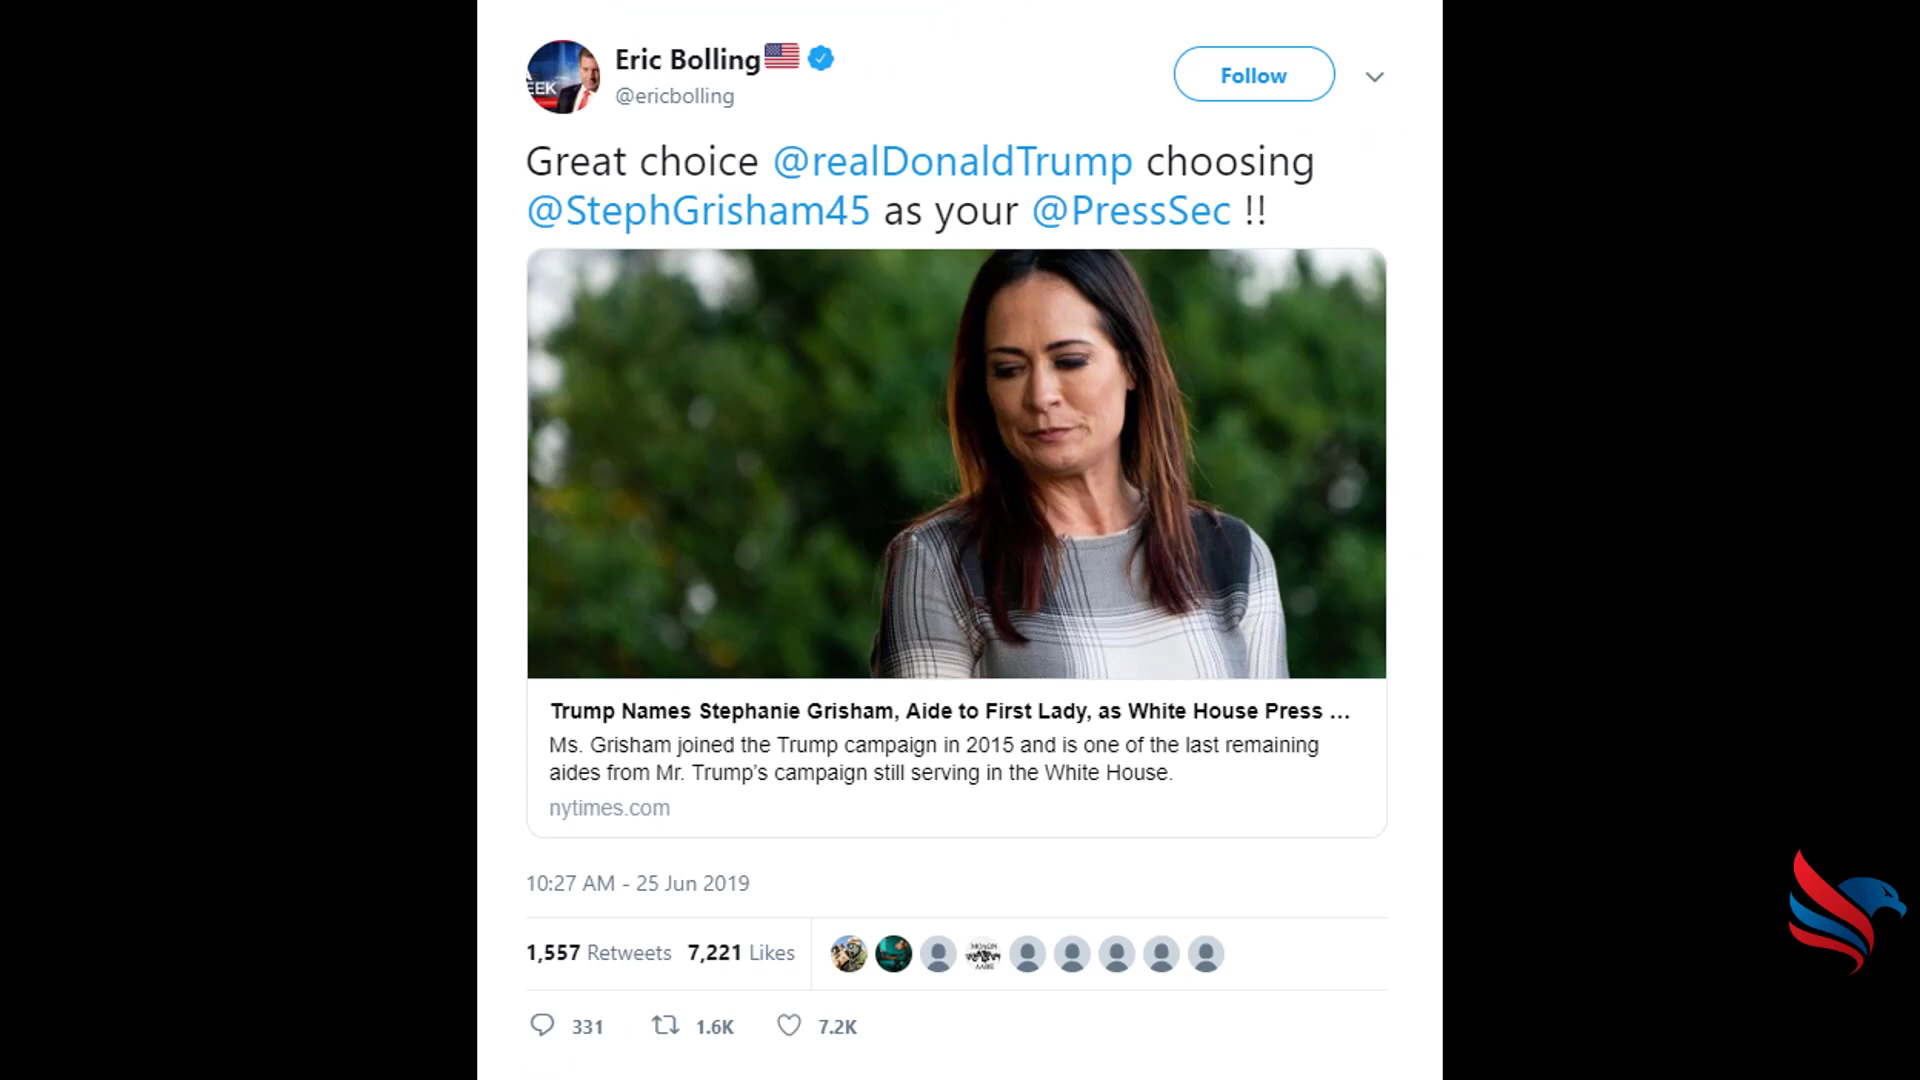 Eric Bolling
@ericbolling
Follow
Great choice @realDonaldTrump choosing
@StephGrisham45 as your @PressSec !!
Trump Names Stephanie Grisham, Aide to First Lady, as White House Press ...
Ms. Grisham joined the Trump campaign in 2015 and is one of the last remaining
aides from Mr. Trump's campaign still serving in the White House.
nytimes.com
10:27 AM - 25 Jun 2019
1,557 Retweets 7,221 Likes
331 1.6K 7.2K